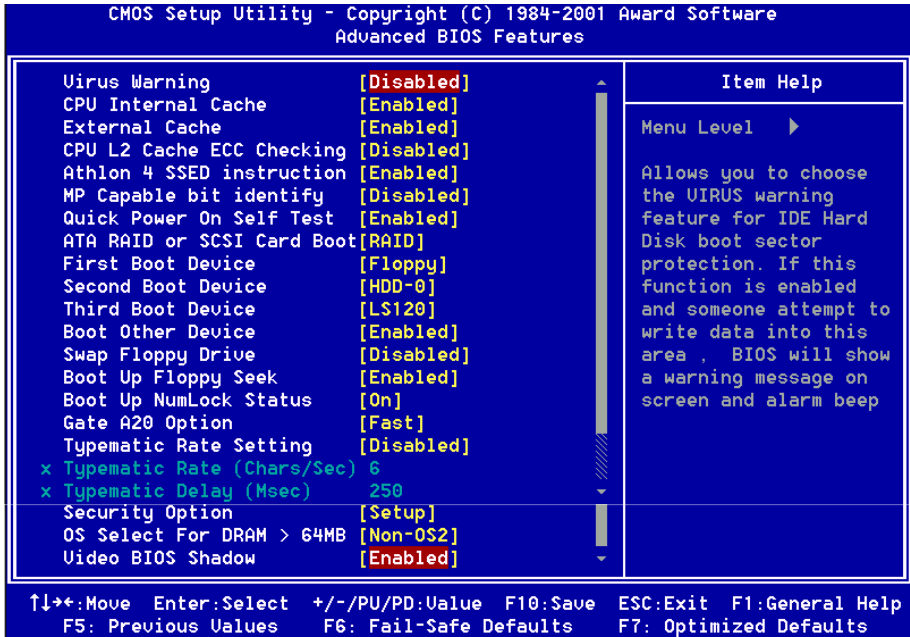 CMOS Setup Utility - Copyright (C) 1984-2001 Award Software
Advanced BIOS Features
Virus Warning [Disabled]
CPU Internal Cache [Enabled]
External Cache [Enabled]
CPU L2 Cache ECC Checking [Disabled]
Athlon 4 SSED instruction [Enabled]
MP Capable bit identify [Disabled]
Quick Power On Self Test [Enabled]
ATA RAID or SCSI Card Boot[RAID]
First Boot Device [Floppy]
Second Boot Device [HDD-0]
Third Boot Device [LS120]
Boot Other Device [Enabled]
Swap Floppy Drive [Disabled]
Boot Up Floppy Seek [Enabled]
Boot Up NumLock Status [On]
Gate A20 Option [Fast]
Typematic Rate Setting [Disabled]
x Typematic Rate (Chars/Sec) 6
x Typematic Delay (Msec) 250
Security Option [Setup]
OS Select For DRAM > 64MB [Non-OS2]
Video BIOS Shadow [Enabled]
Item Help
Menu Level
Allows you to choose
the VIRUS warning
feature for IDE Hard
Disk boot sector
protection. If this
function is enabled
and someone attempt to
write data into this
area , BIOS will show
a warning message on
screen and alarm beep
↑↓→←:Move Enter:Select +/-/PU/PD:Value F10:Save ESC:Exit F1:General Help
F5: Previous Values F6: Fail-Safe Defaults F7: Optimized Defaults